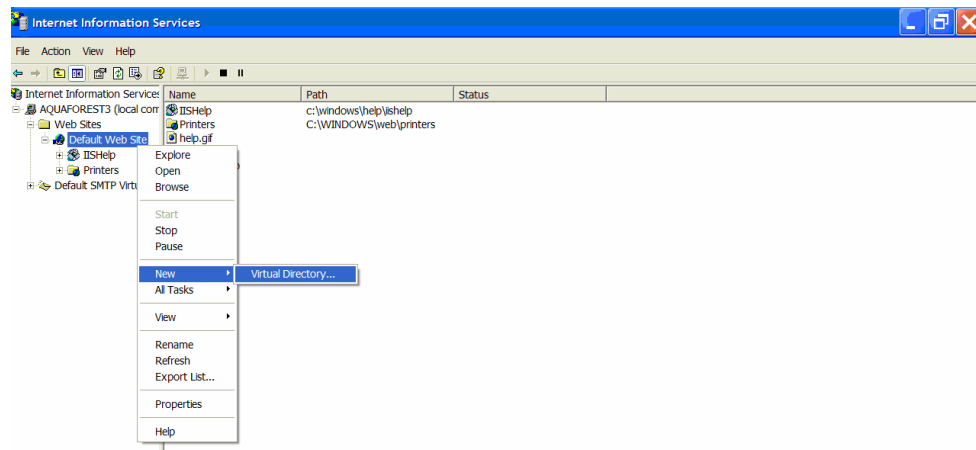 Internet Information Services
File Action View Help
Internet Information Services
Name Path Status
AQUAFOREST3 (local com
IISHelp c:\windows\help\iishelp
Web Sites
Printers C:\WINDOWS\web\printers
Default Web Site
help.gif
IISHelp
Printers
Default SMTP Virtu
Explore
Open
Browse
Start
Stop
Pause
New
Virtual Directory...
All Tasks
View
Rename
Refresh
Export List...
Properties
Help